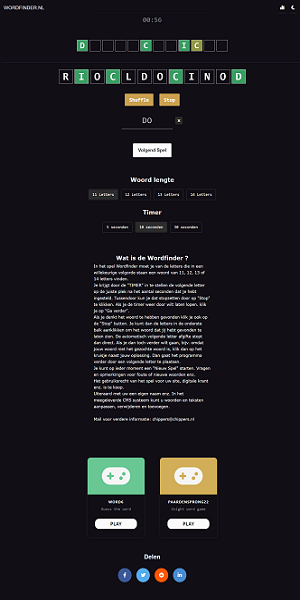 WORDFINDER.NL
00:56
D C I C
R I O C L D O C I N O D
Shuffle Stop
DO
×
Volgend Spel
Woord lengte
11 Letters 12 Letters 13 Letters 14 Letters
Timer
5 seconden 10 seconden 30 seconden
Wat is de Wordfinder ?
In het spel Wordfinder moet je van de letters die in een
willekeurige volgorde staan een woord van 11, 12, 13 of
14 letters vinden.
Je krijgt door de "TIMER" in te stellen de volgende letter
op de juiste plek na het aantal seconden dat je hebt
ingesteld. Tussendoor kun je dat stopzetten door op "Stop"
te klikken. Als je de timer weer door wilt laten lopen, klik
je op "Ga verder".
Als je denkt het woord te hebben gevonden klik je ook op
de "Stop" button. Je kunt dan de letters in de onderste
balk aanklikken om het woord dat jij hebt gevonden te
laten zien. De automatisch volgende letter optie stopt
dan direct. Als je dan toch verder wilt gaan, bijv. omdat
jouw woord niet het gezochte woord is, klik dan op het
kruisje naast jouw oplossing. Dan gaat het programma
verder door een volgende letter te plaatsen.
Je kunt op ieder moment een "Nieuw Spel" starten. Vragen
en opmerkingen over foute of nieuwe woorden enz.
Het gebruiksrecht van het spel voor uw site, digitale krant
enz. is te koop.
Uiteraard met uw een eigen naam enz. In het
meegeleverde CMS systeem kunt u woorden en teksten
aanpassen, verwijderen en toevoegen.
Mail voor verdere informatie: chippers@chippers.nl
WORD6
Guess the word
PLAY
PAARDENSPRONG22
Bright word game
PLAY
Delen